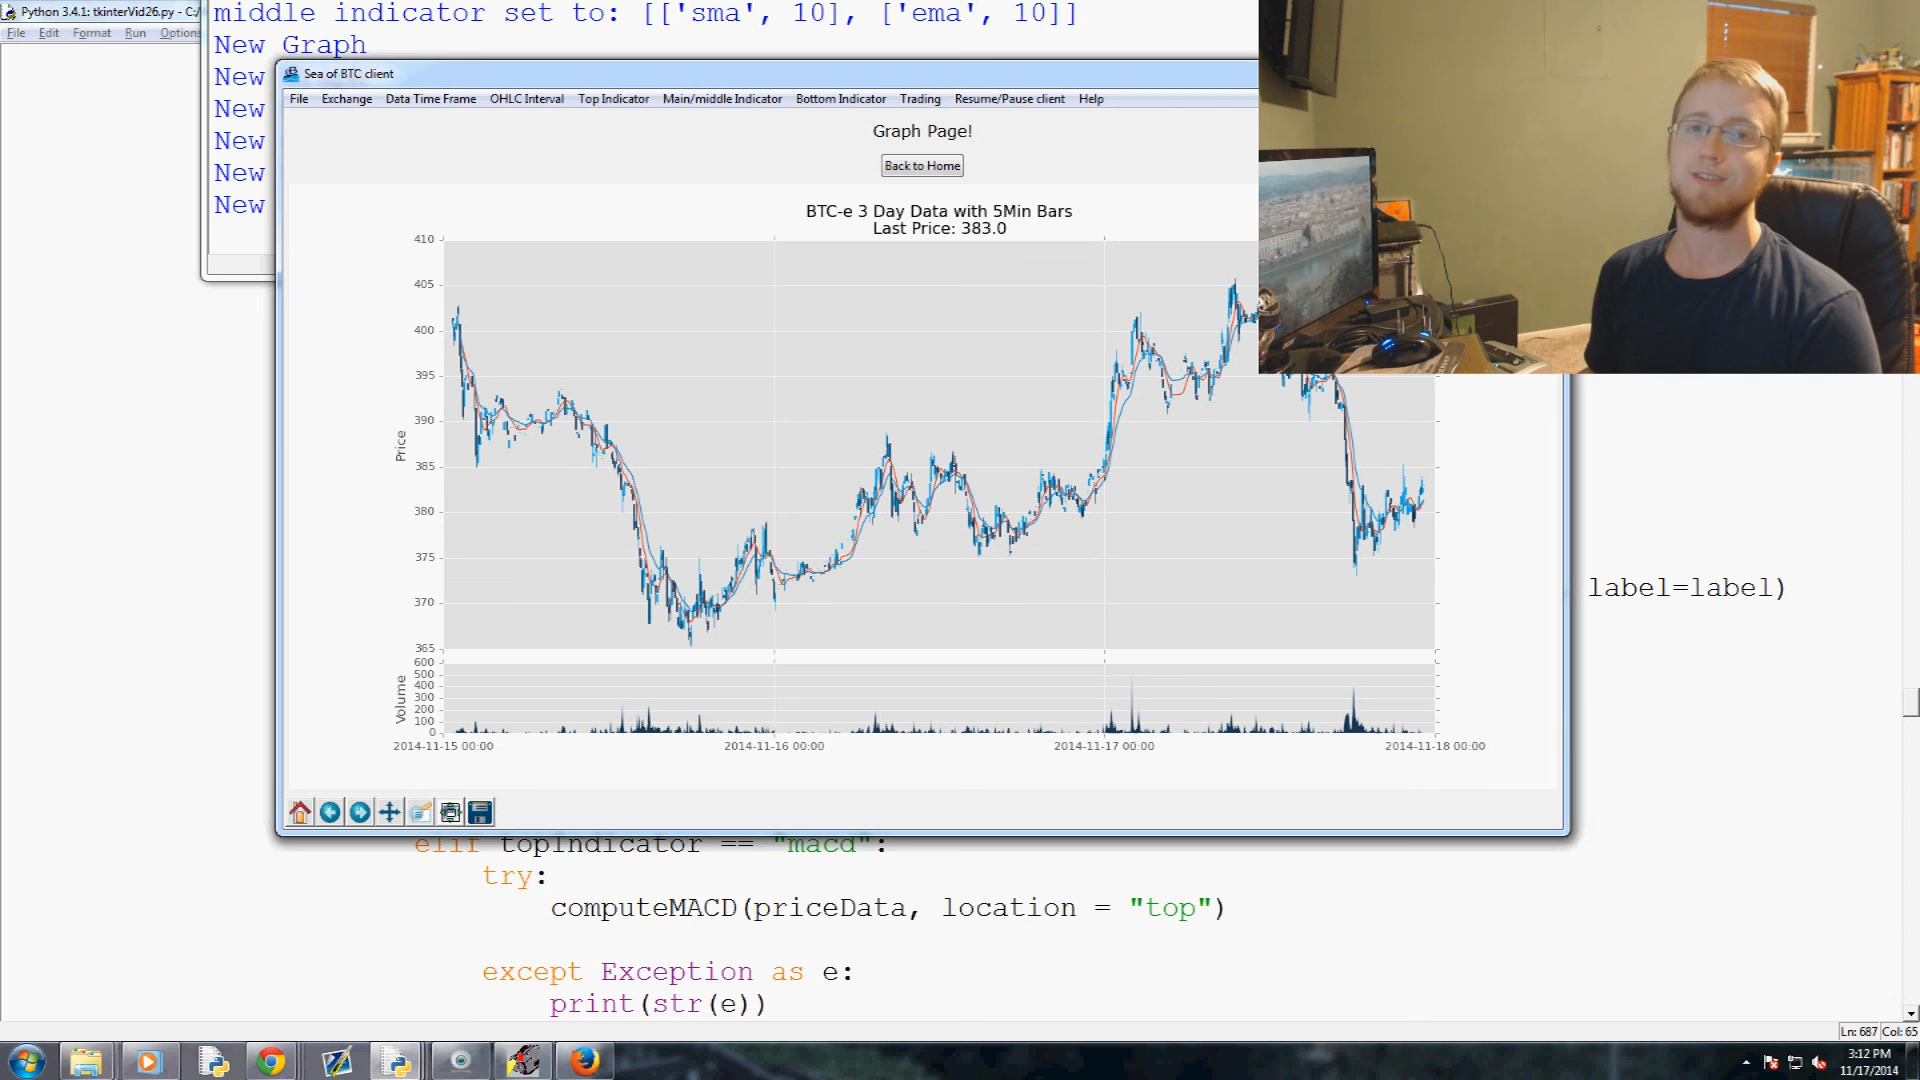 Python 3.4.1: tkinterVid26.py - C:/
File Edit Format Run Options
middle indicator set to: [['sma', 10], ['ema', 10]]
New Graph
New
New
New
New
New
Sea of BTC client
File Exchange Data Time Frame OHLC Interval Top Indicator Main/middle Indicator Bottom Indicator Trading Resume/Pause client Help
Graph Page!
Back to Home
BTC-e 3 Day Data with 5Min Bars
Last Price: 383.0
410
405
400
395
390
385
380
375
370
365
Price
600
500
400
300
200
100
0
Volume
2014-11-15 00:00 2014-11-16 00:00 2014-11-17 00:00 2014-11-18 00:00
label=label)
elif topIndicator == "macd":
try:
computeMACD(priceData, location = "top")
except Exception as e:
print(str(e))
Ln: 687 Col: 65
3:12 PM
11/17/2014